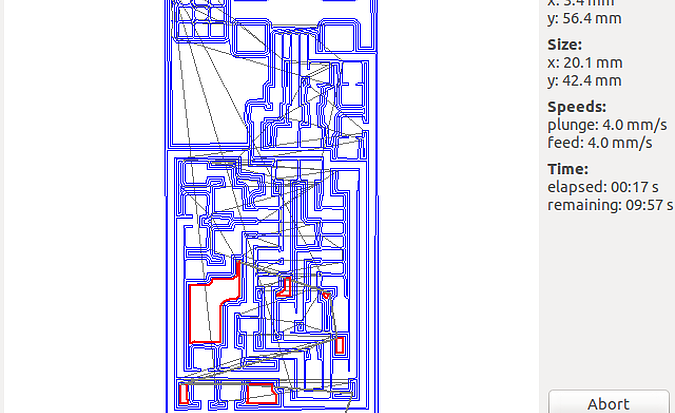 x: 3.4 mm
y: 56.4 mm
Size:
x: 20.1 mm
y: 42.4 mm
Speeds:
plunge: 4.0 mm/s
feed: 4.0 mm/s
Time:
elapsed: 00:17 s
remaining: 09:57 s
Abort